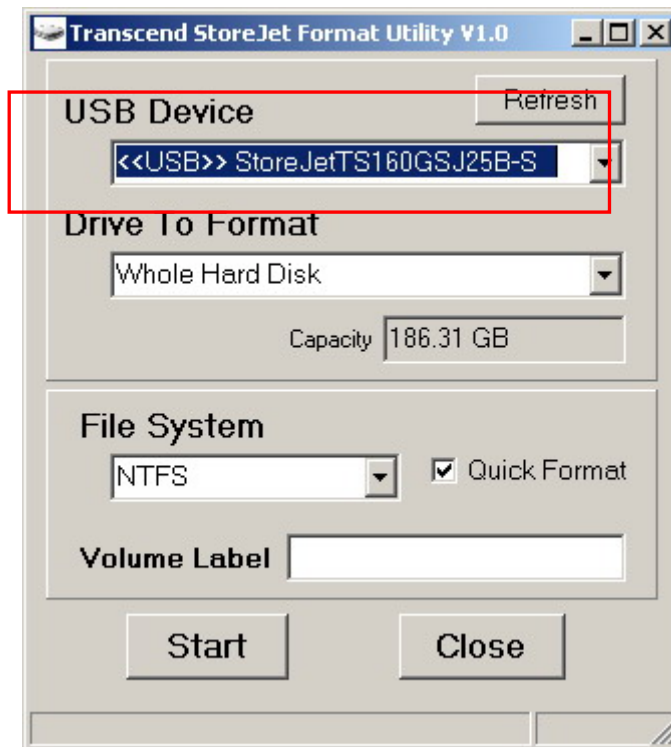 Transcend StoreJet Format Utility V1.0
Refresh
USB Device
<<USB>> StoreJetTS160GSJ25B-S
Drive To Format
Whole Hard Disk
Capacity 186.31 GB
File System
NTFS
Quick Format
Volume Label
Start Close